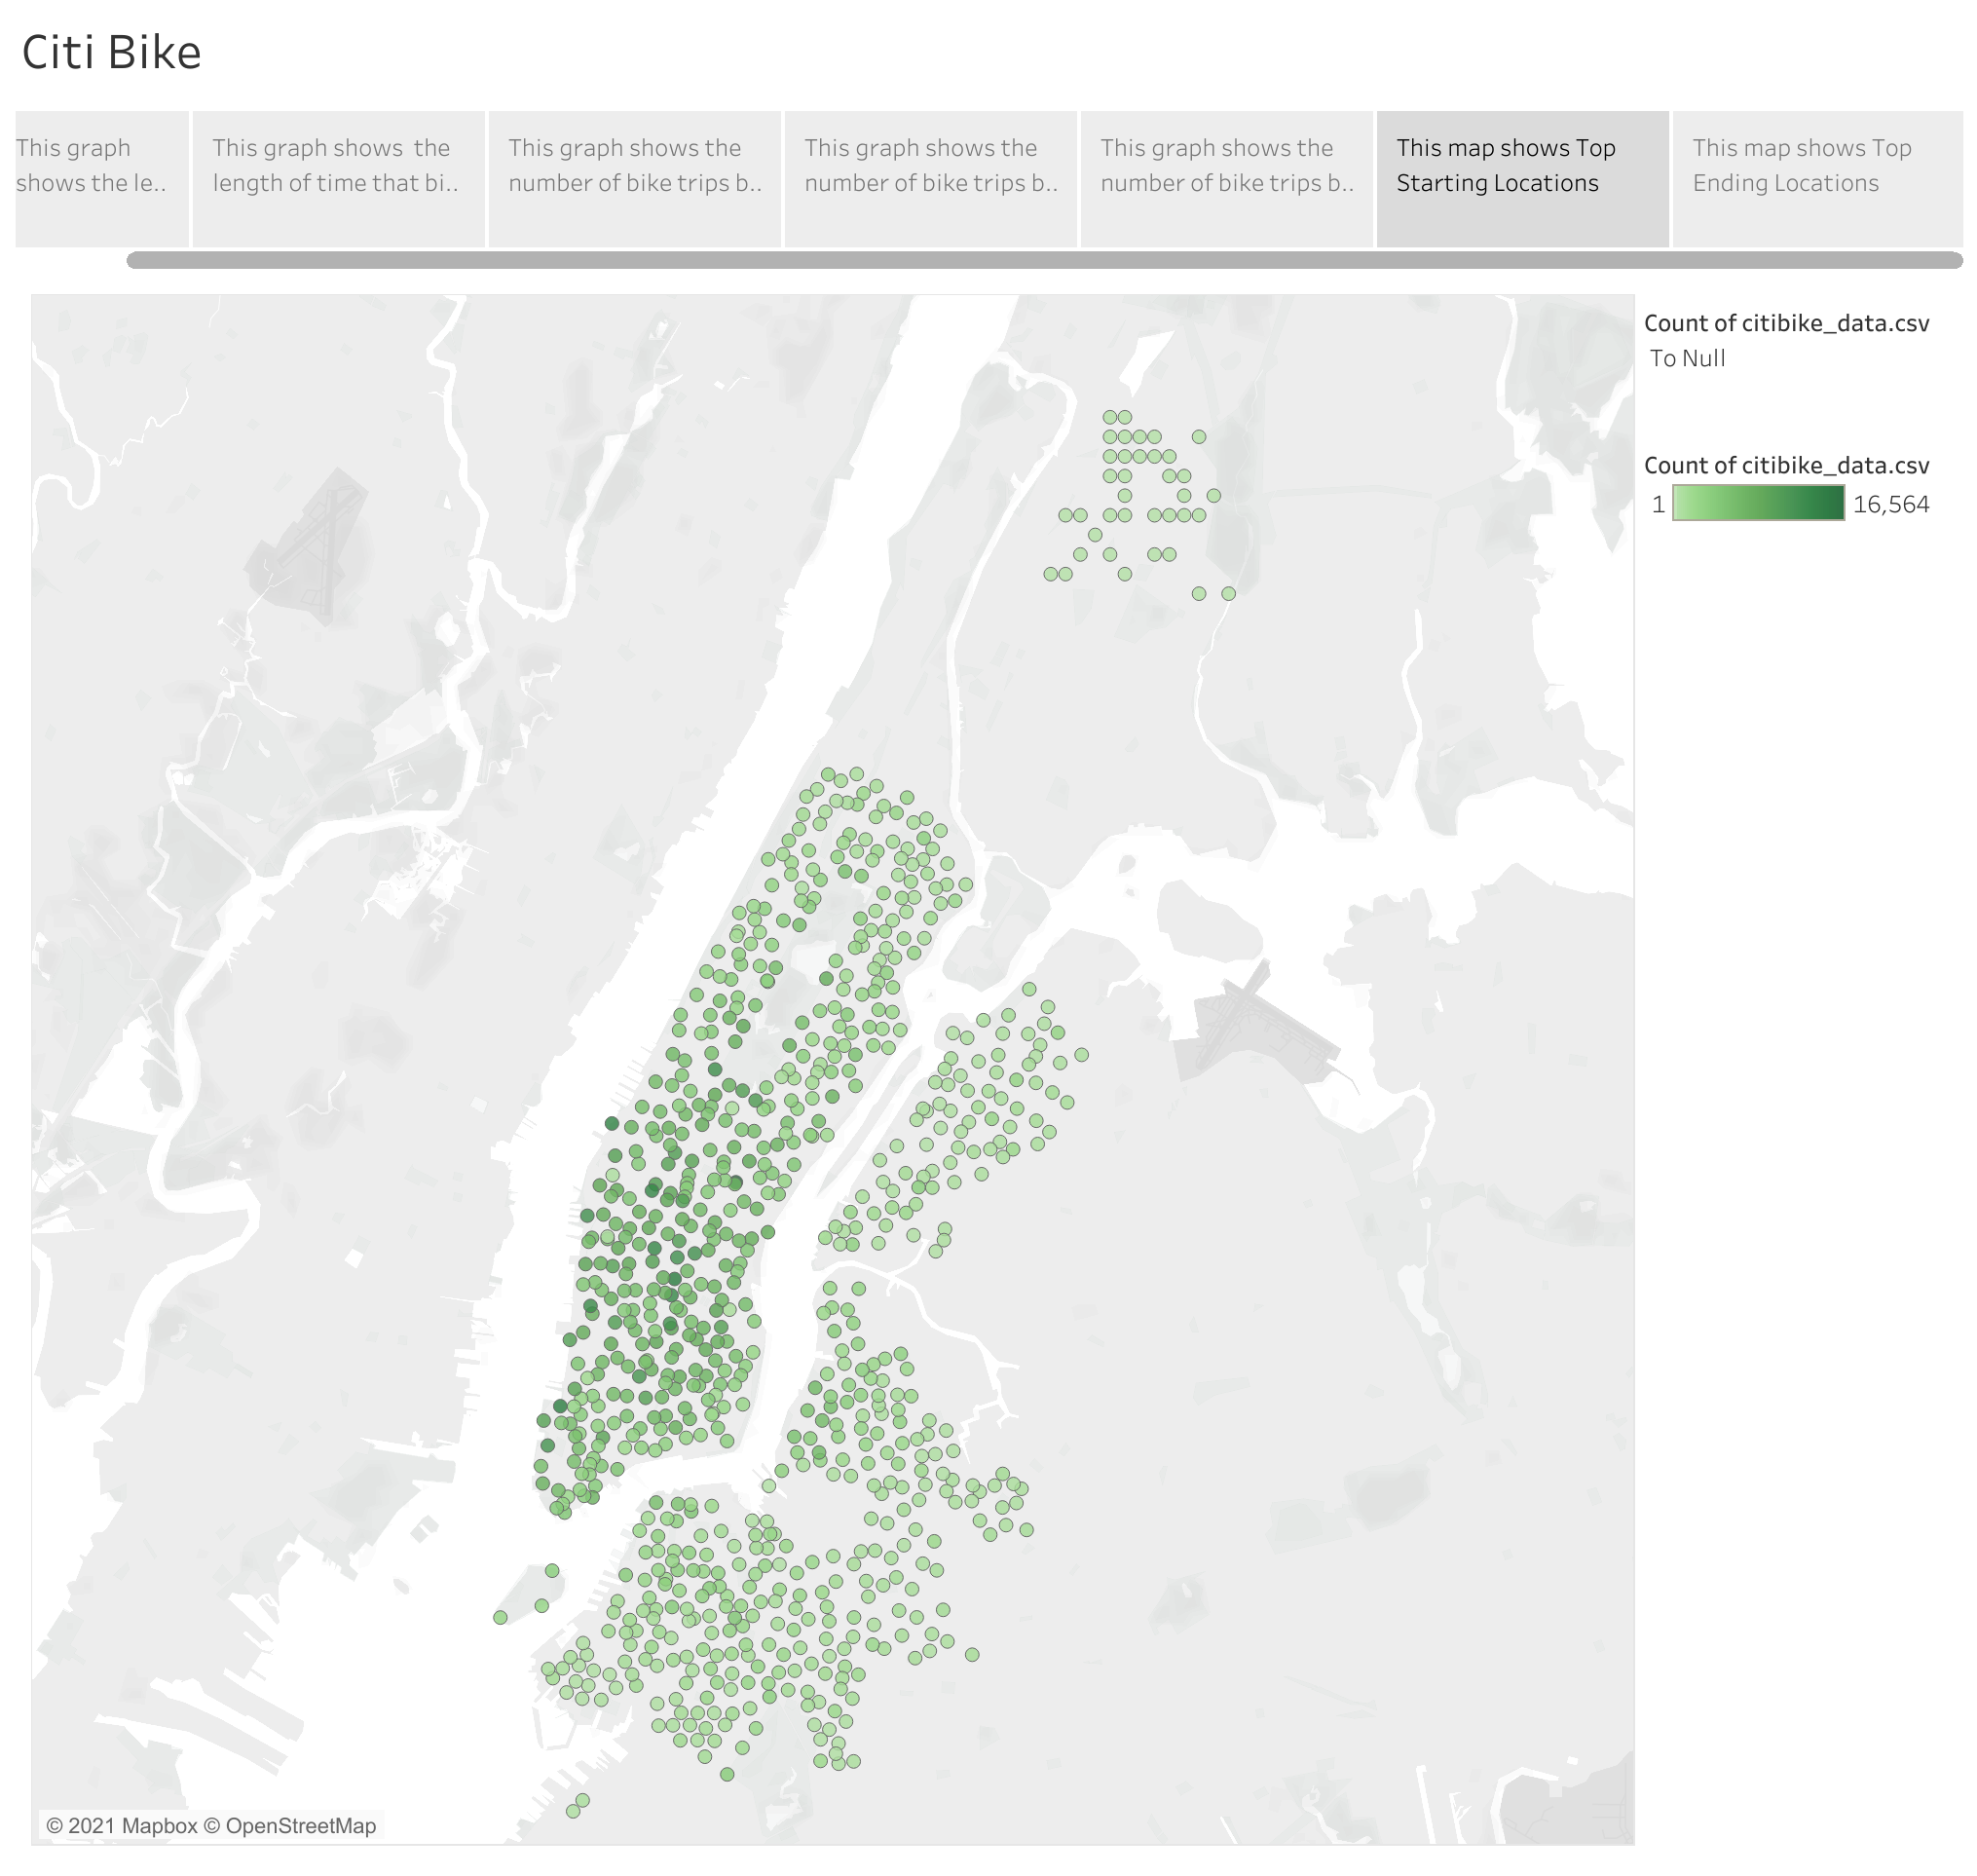 Citi Bike
This graph
shows the le..
This graph shows  the
length of time that bi..
This graph shows the
number of bike trips b..
This graph shows the
number of bike trips b..
This graph shows the
number of bike trips b..
This map shows Top
Starting Locations
This map shows Top
Ending Locations
Count of citibike_data.csv
To Null
Count of citibike_data.csv
1 16,564
© 2021 Mapbox © OpenStreetMap